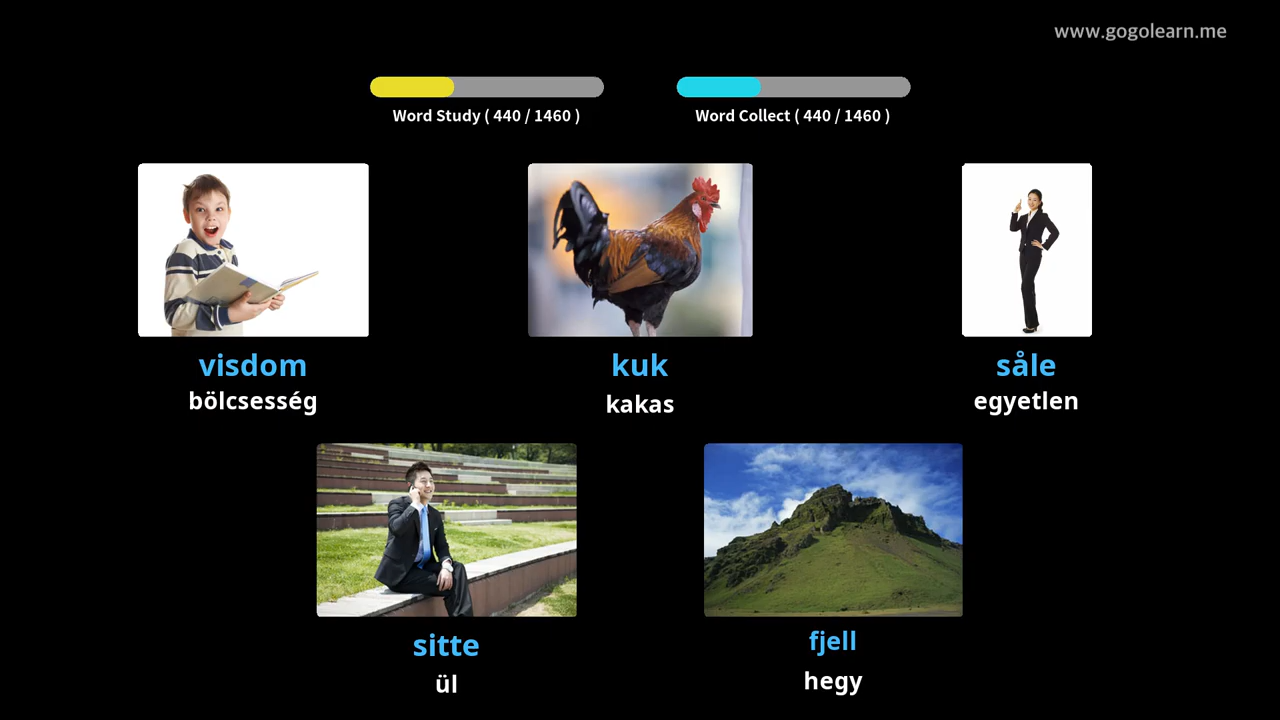 www.gogolearn.me
Word Study ( 440 / 1460 )
Word Collect ( 440 / 1460 )
visdom
bölcsesség
kuk
kakas
såle
egyetlen
sitte
ül
fjell
hegy